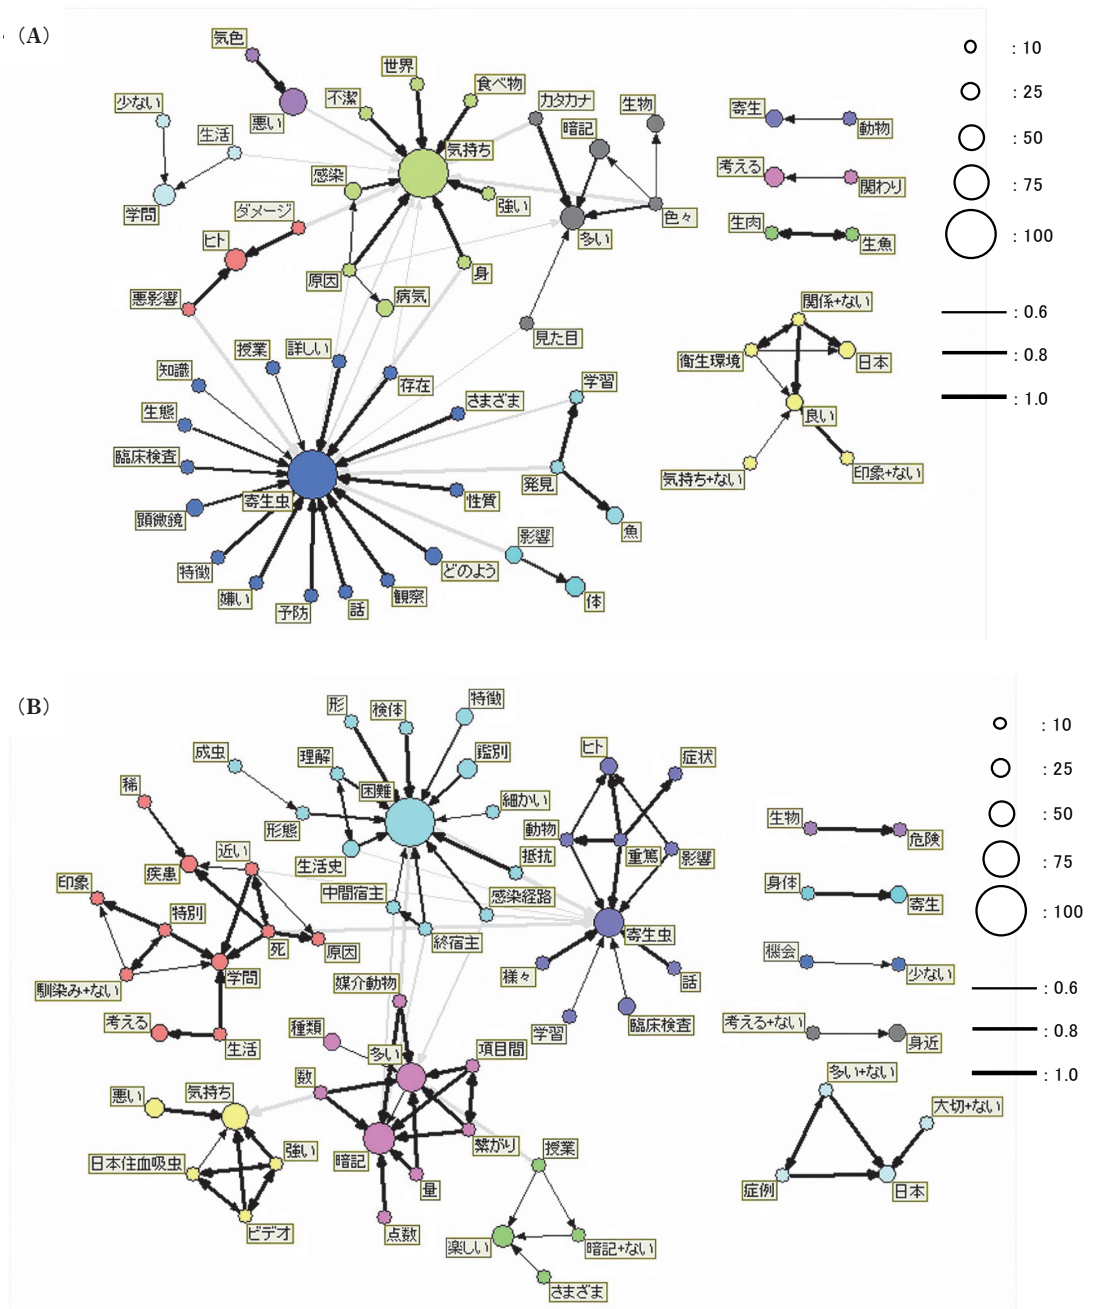 (A)
気色
悪い
少ない
生活
学問
世界
不潔
食べ物
気持ち
感染
強い
原因
身
病気
カタカナ
生物
暗記
多い
色々
見た目
ダメージ
ヒト
悪影響
寄生
動物
考える
関わり
生肉
生魚
: 10
: 25
: 50
: 75
: 100
: 0.6
: 0.8
: 1.0
関係+ない
衛生環境
日本
良い
気持ち+ない
印象+ない
授業
詳しい
知識
存在
生態
さまざま
臨床検査
寄生虫
性質
顕微鏡
特徴
嫌い
予防
話
観察
どのよう
学習
発見
魚
影響
体
(B)
形
検体
特徴
成虫
理解
困難
鑑別
細かい
形態
生活史
抵抗
中間宿主
感染経路
終宿主
稀
近い
疾患
印象
特別
死
原因
馴染み+ない
学問
考える
生活
ヒト
症状
動物
重篤
影響
寄生虫
様々
話
学習
臨床検査
生物
危険
身体
寄生
機会
少ない
考える+ない
身近
: 10
: 25
: 50
: 75
: 100
: 0.6
: 0.8
: 1.0
媒介動物
種類
多い
項目間
数
暗記
繋がり
量
点数
悪い
気持ち
日本住血吸虫
強い
ビデオ
授業
楽しい
暗記+ない
さまざま
多い+ない
大切+ない
症例
日本